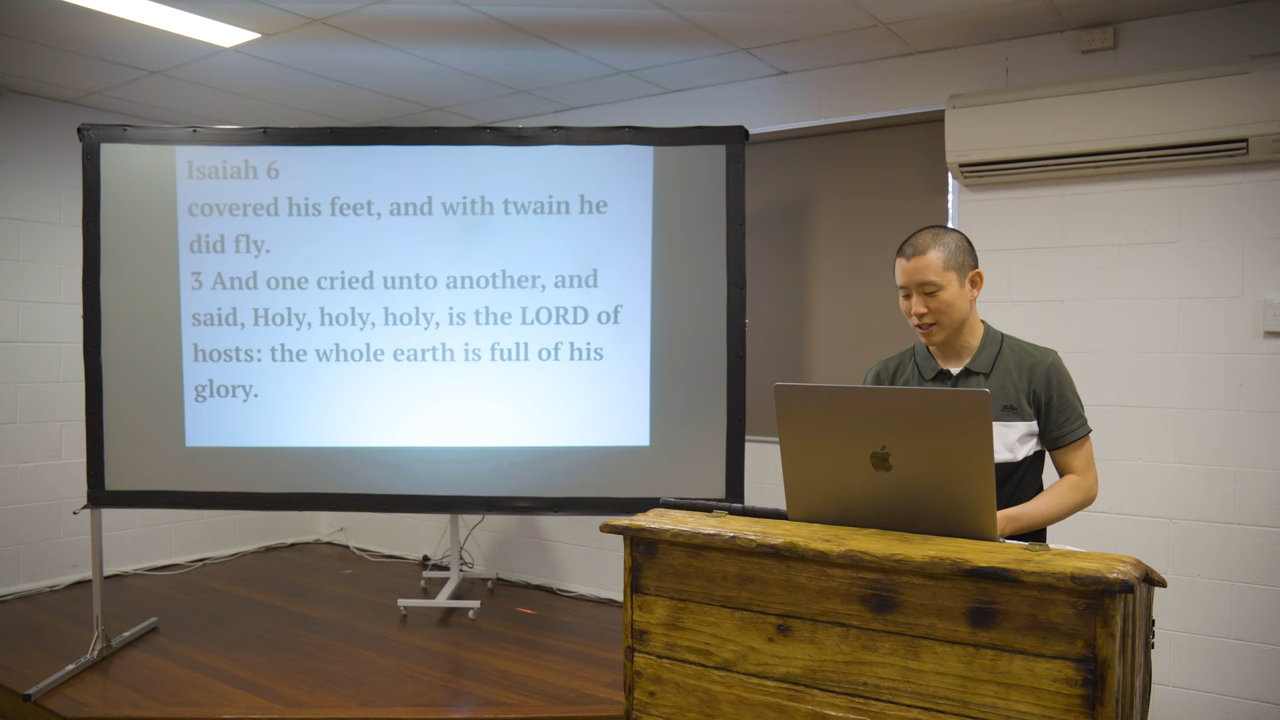 Isaiah 6
covered his feet, and with twain he
did fly.
3 And one cried unto another, and
said, Holy, holy, holy, is the LORD of
hosts: the whole earth is full of his
glory.